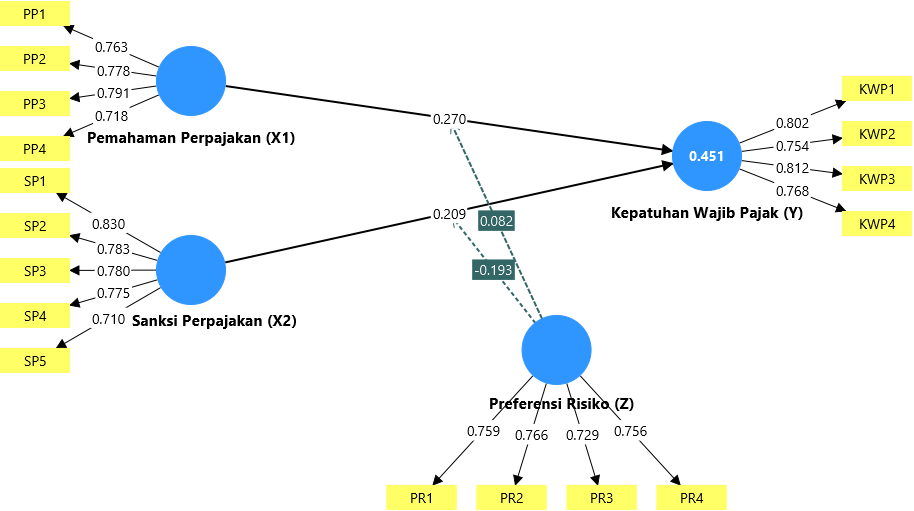 PP1
0.763
PP2
0.778
PP3
0.791
0.718
PP4
Pemahaman Perpajakan (X1)
SP1
0.830
SP2
0.783
SP3
0.780
0.775
SP4
0.710
SP5
Sanksi Perpajakan (X2)
0.270
0.209
0.082
-0.193
0.451
Kepatuhan Wajib Pajak (Y)
KWP1
0.802
KWP2
0.754
0.812
KWP3
0.768
KWP4
Preferensi Risiko (Z)
0.759
0.766
0.729
0.756
PR1
PR2
PR3
PR4